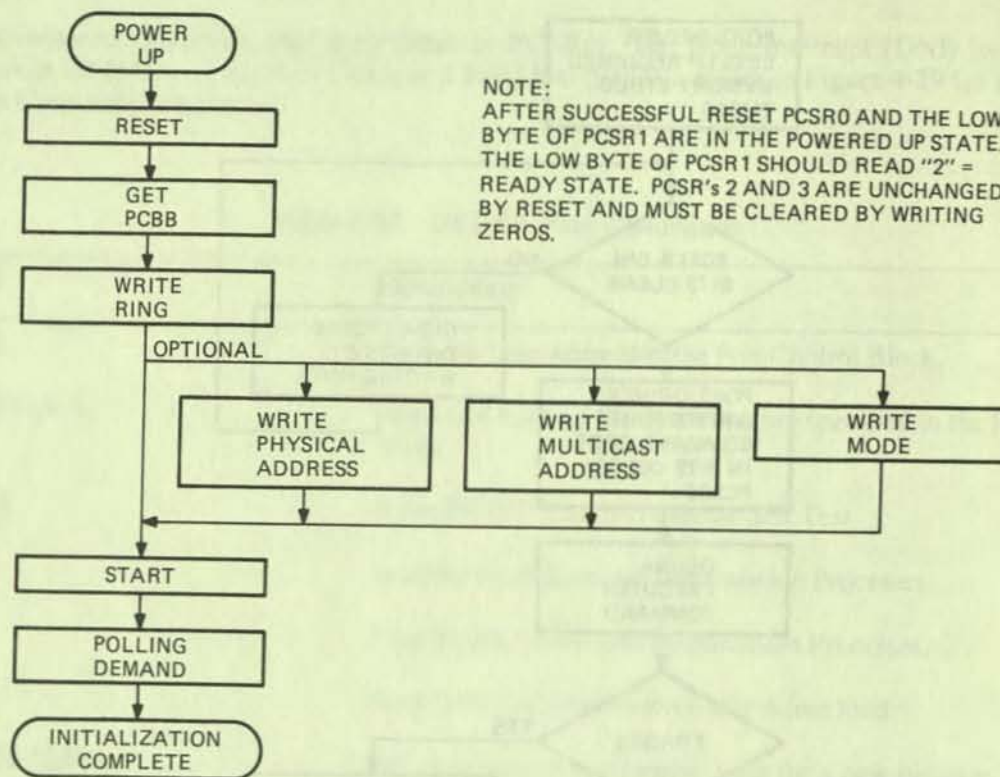 POWER
UP
RESET
GET
PCBB
WRITE
RING
NOTE:
AFTER SUCCESSFUL RESET PCSR0 AND THE LOW
BYTE OF PCSR1 ARE IN THE POWERED UP STATE.
THE LOW BYTE OF PCSR1 SHOULD READ "2" =
READY STATE. PCSR's 2 AND 3 ARE UNCHANGED
BY RESET AND MUST BE CLEARED BY WRITING
ZEROS.
OPTIONAL
WRITE
PHYSICAL
ADDRESS
WRITE
MULTICAST
ADDRESS
WRITE
MODE
START
POLLING
DEMAND
INITIALIZATION
COMPLETE